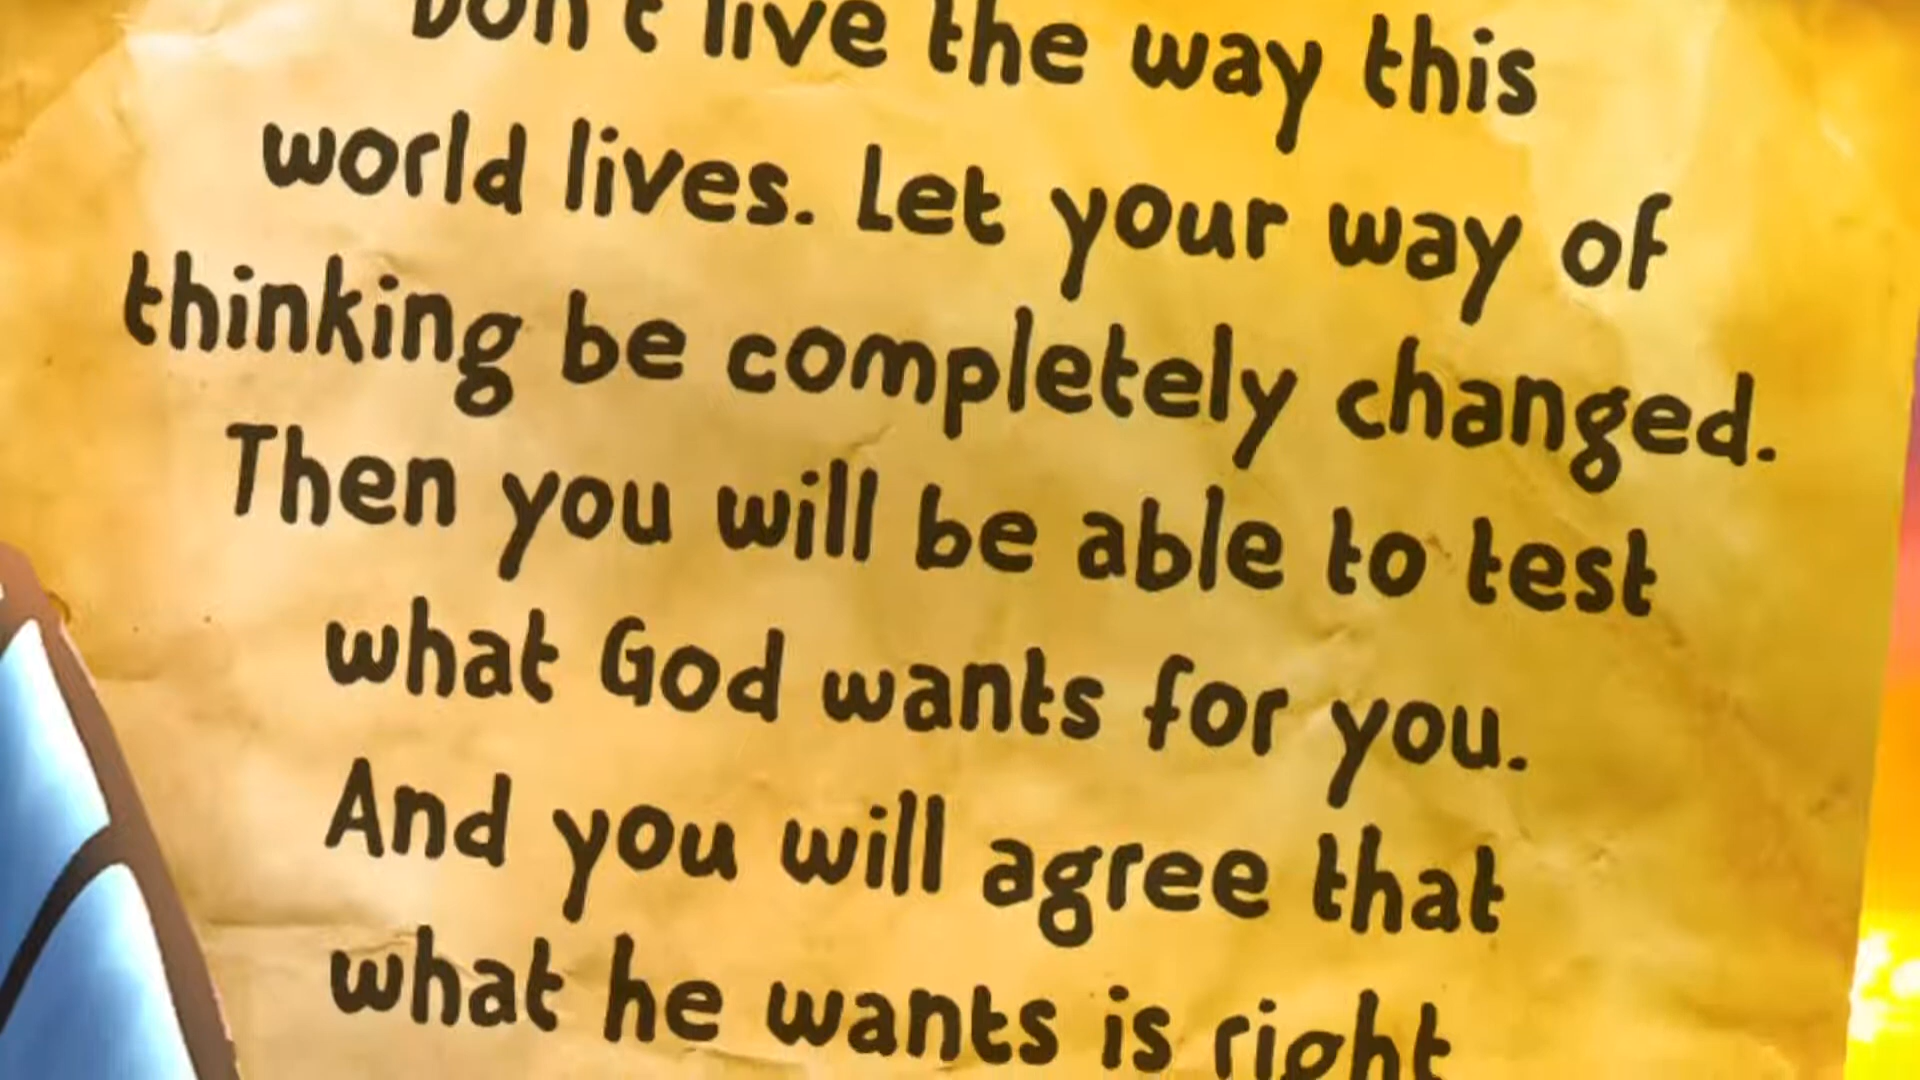 Don't live the way this
world lives. Let your way of
thinking be completely changed.
Then you will be able to test
what God wants for you.
And you will agree that
what he wants is right